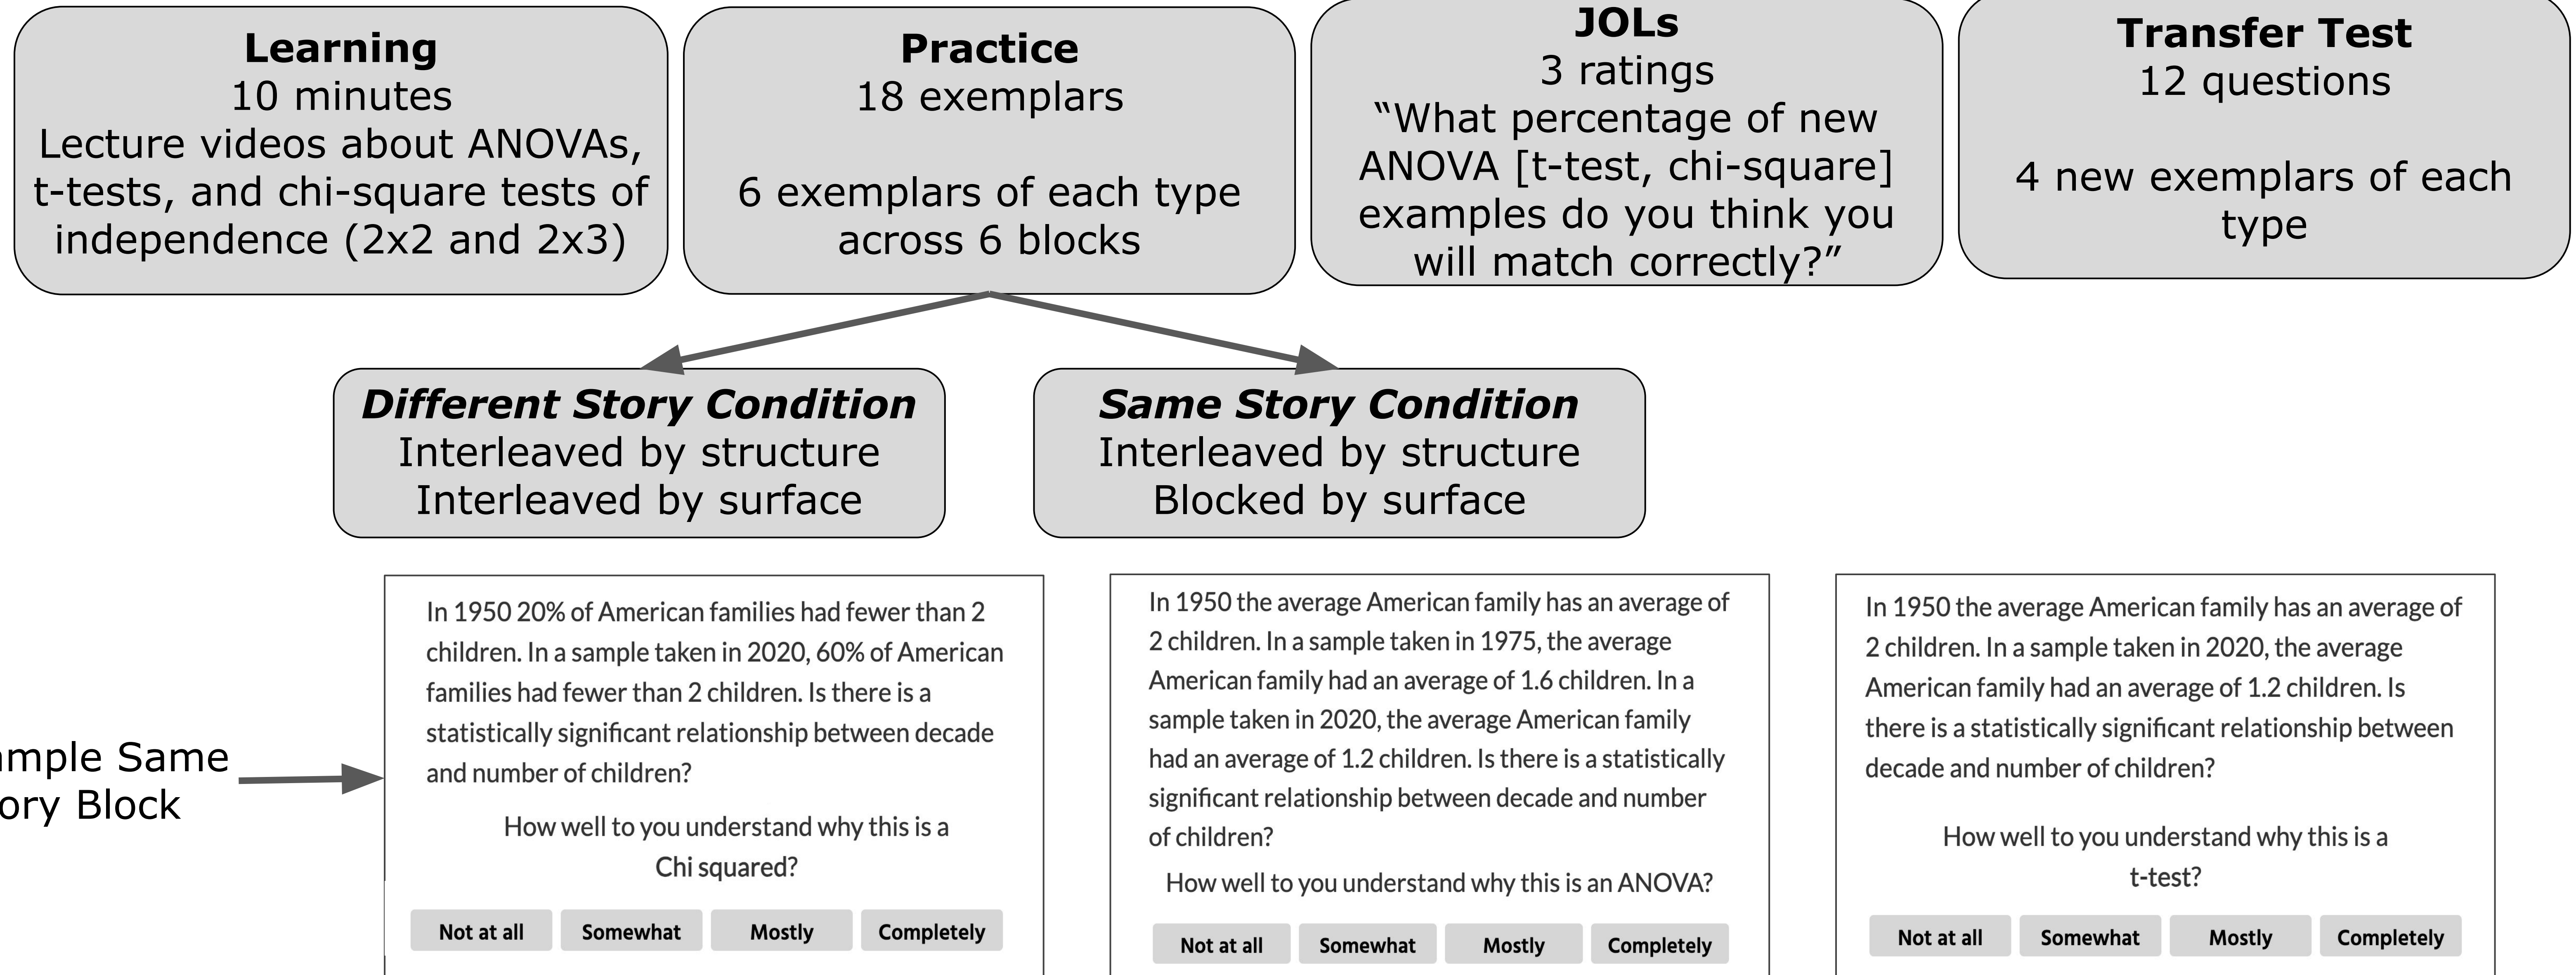 Learning
10 minutes
Lecture videos about ANOVAs,
t-tests, and chi-square tests of
independence (2x2 and 2x3)
Practice
18 exemplars
6 exemplars of each type
across 6 blocks
JOLs
3 ratings
“What percentage of new
ANOVA [t-test, chi-square]
examples do you think you
will match correctly?”
Transfer Test
12 questions
4 new exemplars of each
type
Different Story Condition
Interleaved by structure
Interleaved by surface
Same Story Condition
Interleaved by structure
Blocked by surface
Same
Block
In 1950 20% of American families had fewer than 2
children. In a sample taken in 2020, 60% of American
families had fewer than 2 children. Is there is a
statistically significant relationship between decade
and number of children?
How well to you understand why this is a
Chi squared?
Not at all Somewhat Mostly Completely
In 1950 the average American family has an average of
2 children. In a sample taken in 1975, the average
American family had an average of 1.6 children. In a
sample taken in 2020, the average American family
had an average of 1.2 children. Is there is a statistically
significant relationship between decade and number
of children?
How well to you understand why this is an ANOVA?
Not at all Somewhat Mostly Completely
In 1950 the average American family has an average of
2 children. In a sample taken in 2020, the average
American family had an average of 1.2 children. Is
there is a statistically significant relationship between
decade and number of children?
How well to you understand why this is a
t-test?
Not at all Somewhat Mostly Completely